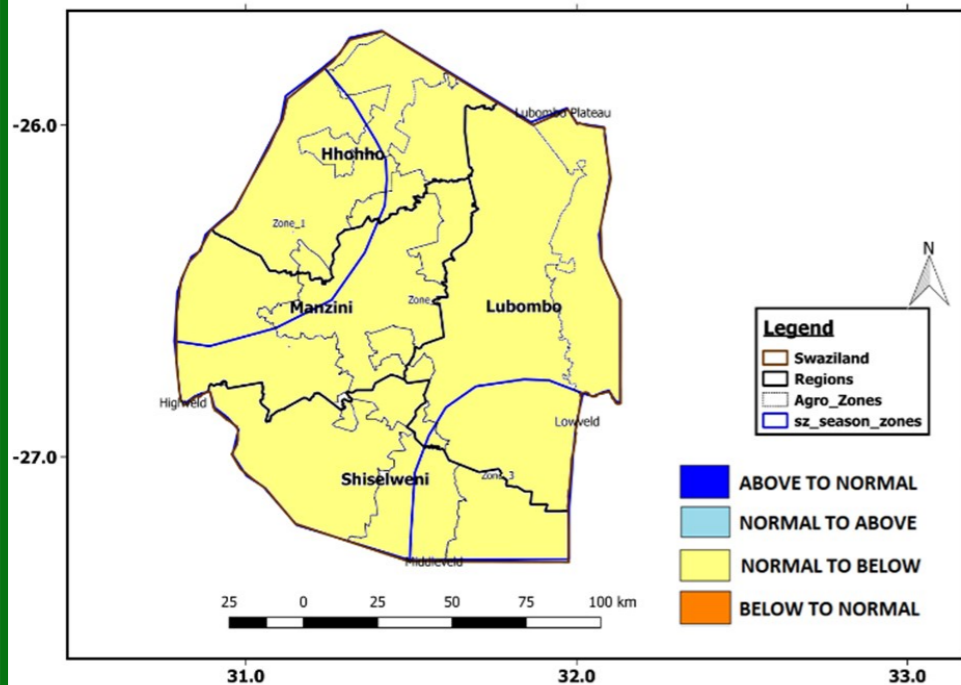 -26.0
-27.0
31.0
32.0
33.0
Lubombo Plateau
Hhohho
Zone_1
Manzini
Zone_
Lubombo
Highveld
Lowveld
Shiselweni
Zone_3
Middleveld
N
Legend
Swaziland
Regions
Agro_Zones
sz_season_zones
ABOVE TO NORMAL
NORMAL TO ABOVE
NORMAL TO BELOW
BELOW TO NORMAL
25 0 25 50 75 100 km